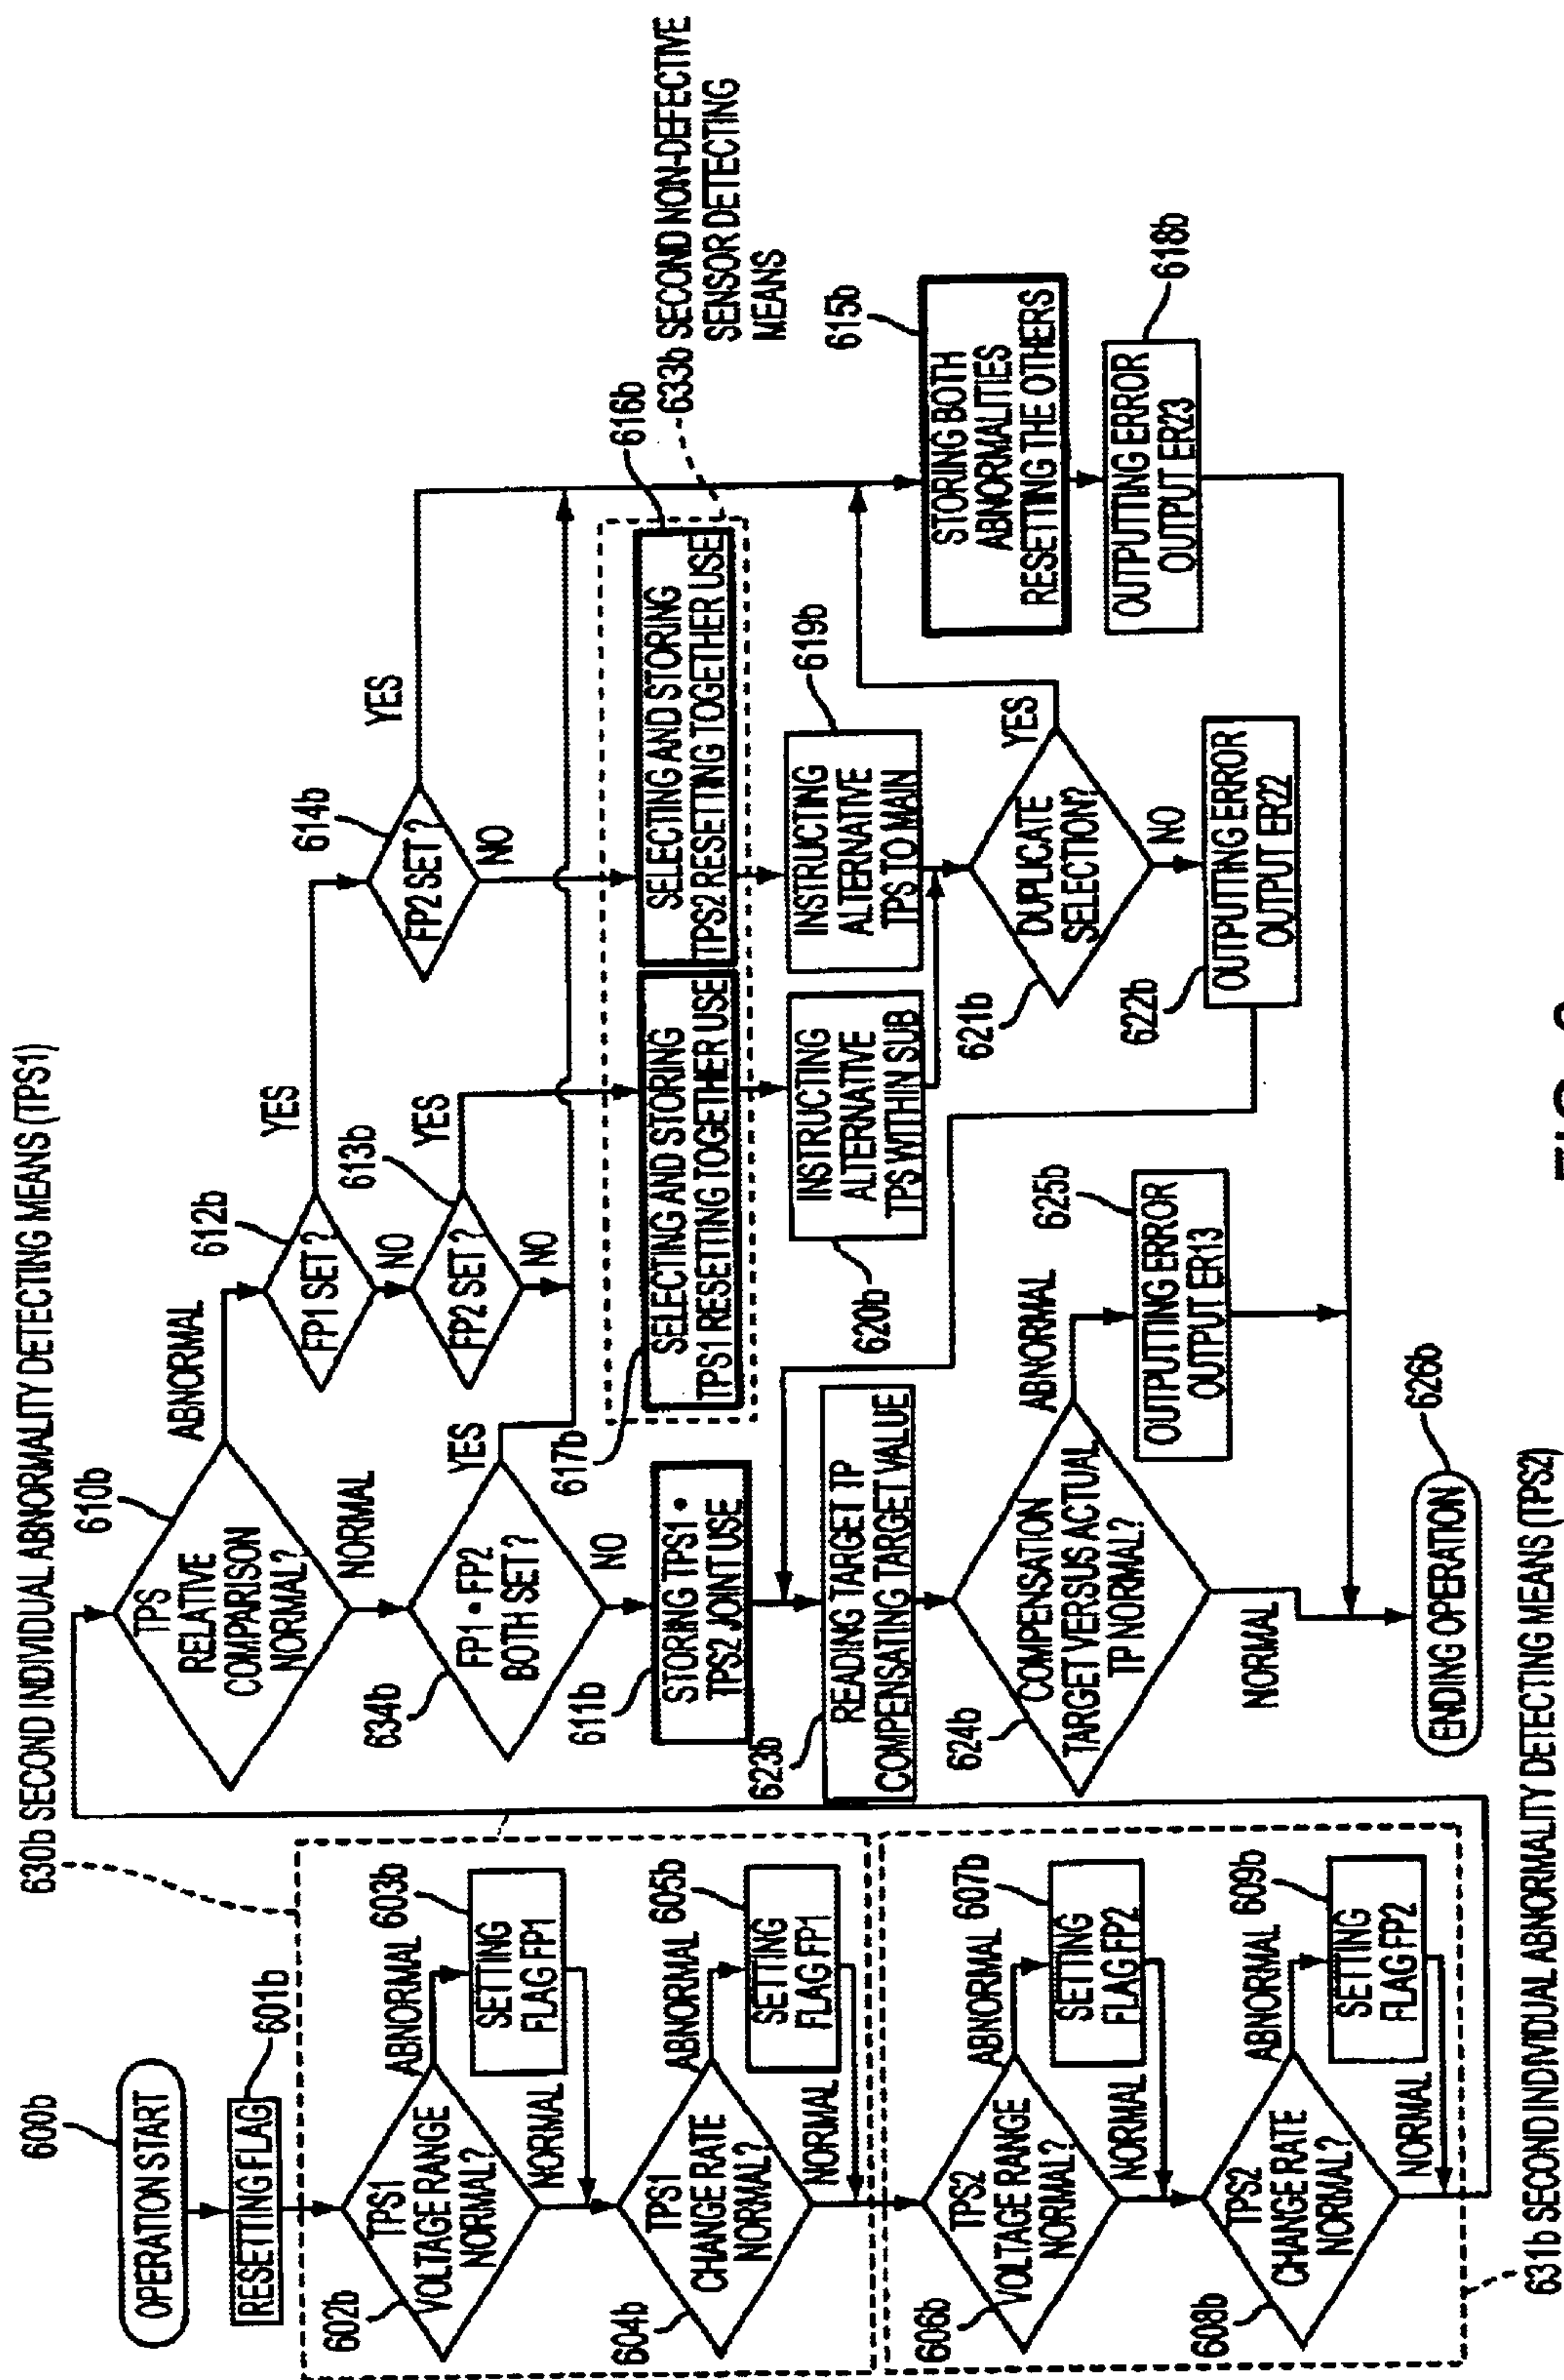 630b SECOND INDIVIDUAL ABNORMALITY DETECTING MEANS (TPS1)
600b
OPERATION START
RESETTING FLAG
601b
TPS1
VOLTAGE RANGE
NORMAL?
602b
ABNORMAL
603b
SETTING
FLAG FP1
NORMAL
TPS1
CHANGE RATE
NORMAL?
604b
ABNORMAL
605b
SETTING
FLAG FP1
NORMAL
TPS2
VOLTAGE RANGE
NORMAL?
606b
ABNORMAL
607b
SETTING
FLAG FP2
NORMAL
TPS2
CHANGE RATE
NORMAL?
608b
ABNORMAL
609b
SETTING
FLAG FP2
NORMAL
631b SECOND INDIVIDUAL ABNORMALITY DETECTING MEANS (TPS2)
610b
TPS
RELATIVE
COMPARISON
NORMAL?
ABNORMAL
NORMAL
634b
FP1 • FP2
BOTH SET ?
YES
NO
611b
STORING TPS1 •
TPS2 JOINT USE
612b
FP1 SET ?
YES
NO
613b
FP2 SET ?
YES
NO
614b
FP2 SET ?
YES
NO
617b
SELECTING AND STORING
TPS1 RESETTING TOGETHER USE
616b
SELECTING AND STORING
TPS2 RESETTING TOGETHER USE
633b SECOND NON-DEFECTIVE
SENSOR DETECTING
MEANS
620b
INSTRUCTING
ALTERNATIVE
TPS WITHIN SUB
619b
INSTRUCTING
ALTERNATIVE
TPS TO MAIN
621b
DUPLICATE
SELECTION?
YES
NO
622b
OUTPUTTING ERROR
OUTPUT ER22
615b
STORING BOTH
ABNORMALITIES
RESETTING THE OTHERS
618b
OUTPUTTING ERROR
OUTPUT ER23
623b
READING TARGET TP
COMPENSATING TARGET VALUE
624b
COMPENSATION
TARGET VERSUS ACTUAL
TP NORMAL?
ABNORMAL
NORMAL
625b
OUTPUTTING ERROR
OUTPUT ER13
626b
ENDING OPERATION